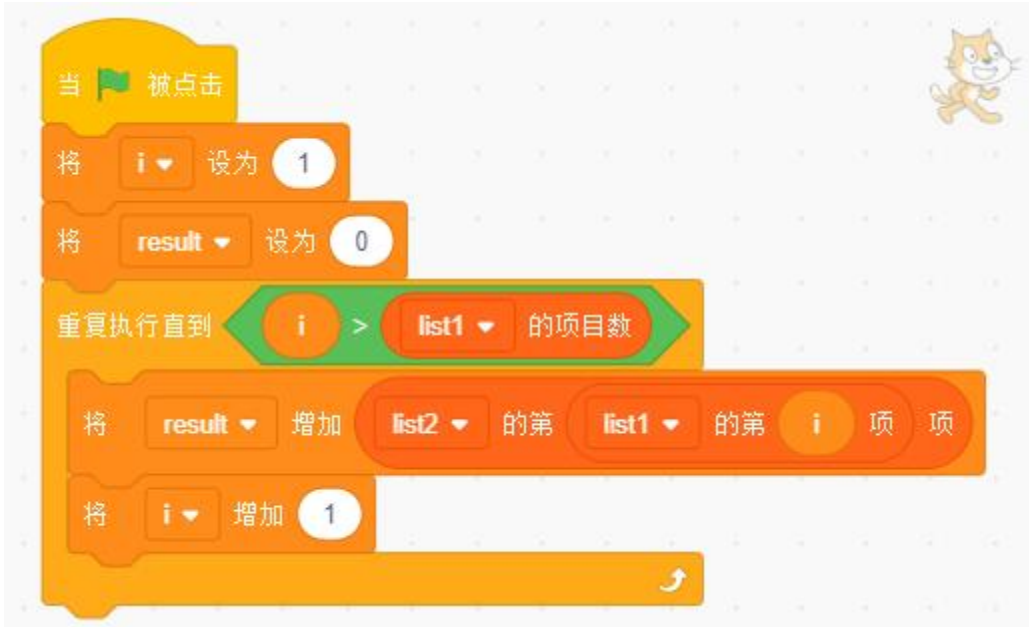 当 被点击
将 i 设为 1
将 result 设为 0
重复执行直到 i > list1 的项目数
将 result 增加 list2 的第 list1 的第 i 项 项
将 i 增加 1